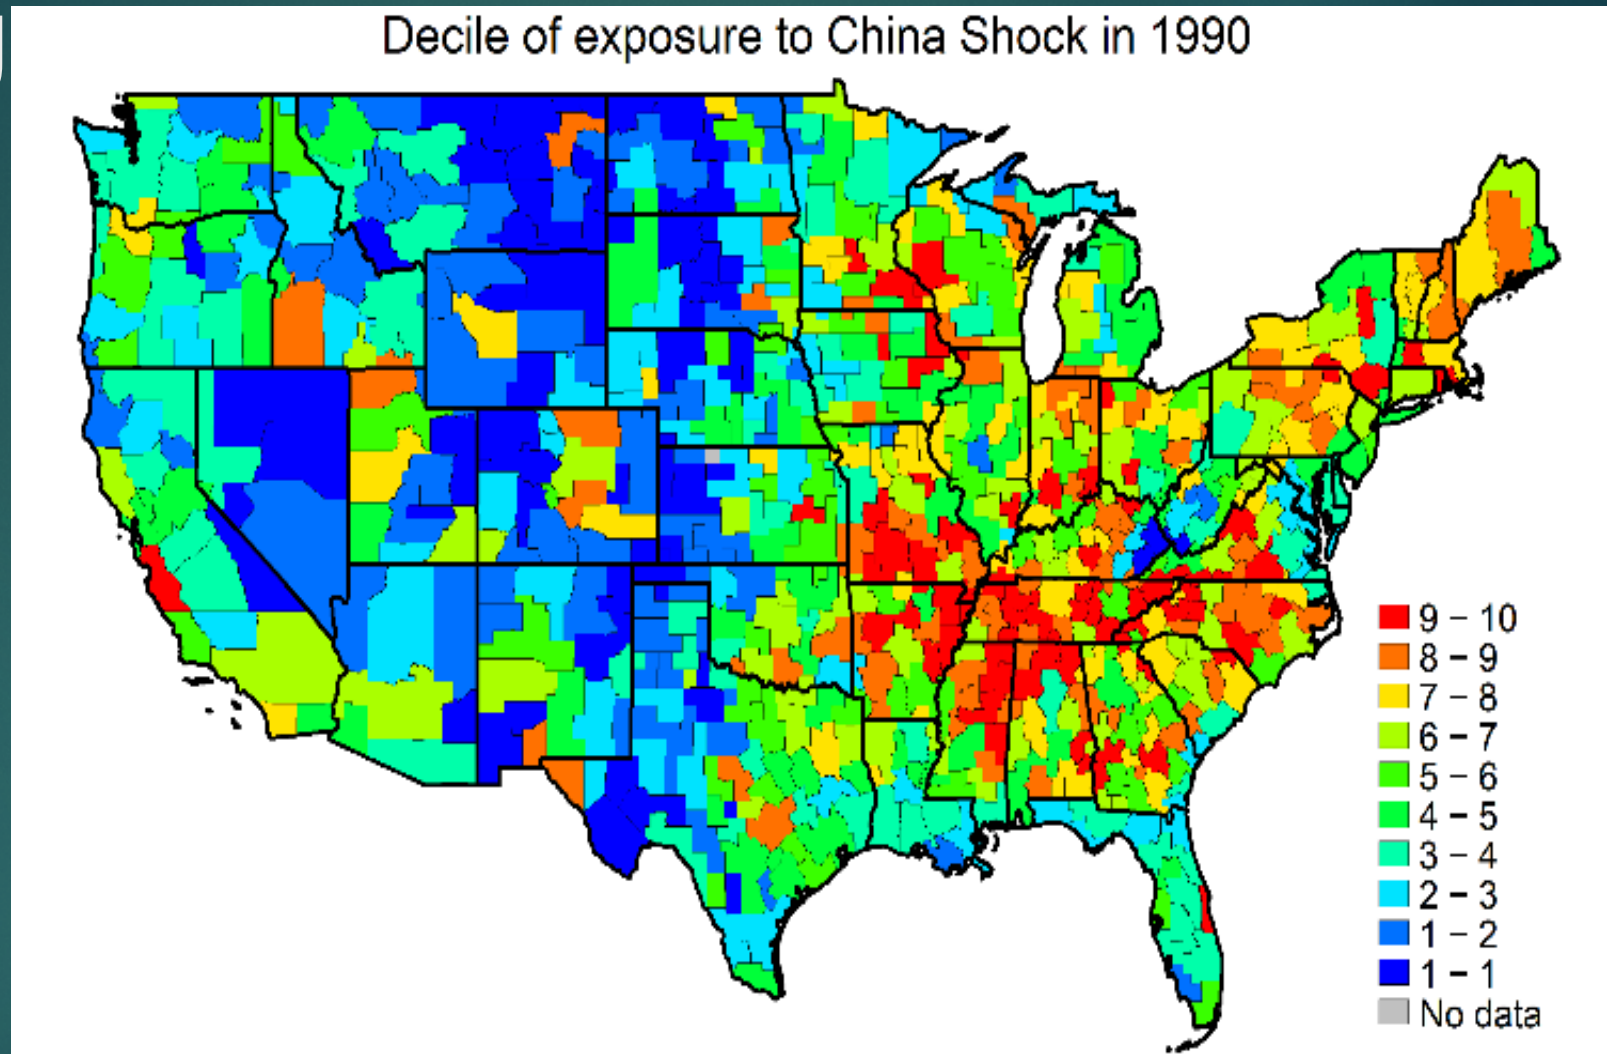 Decile of exposure to China Shock in 1990
9 – 10
8 – 9
7 – 8
6 – 7
5 – 6
4 – 5
3 – 4
2 – 3
1 – 2
1 – 1
No data